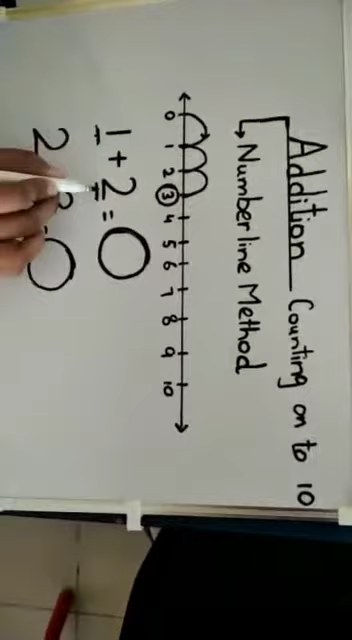 Addition Counting on to 10
↳ Number line Method
0 1 2 3 4 5 6 7 8 9 10
1 + 2 =
2